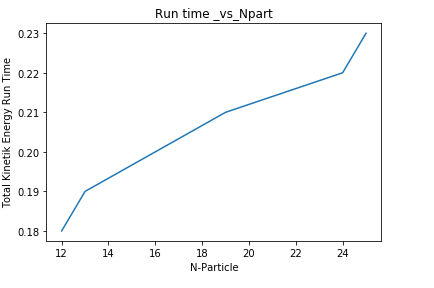 Run time _vs_Npart
Total Kinetik Energy Run Time
0.23
0.22
0.21
0.20
0.19
0.18
12 14 16 18 20 22 24
N-Particle